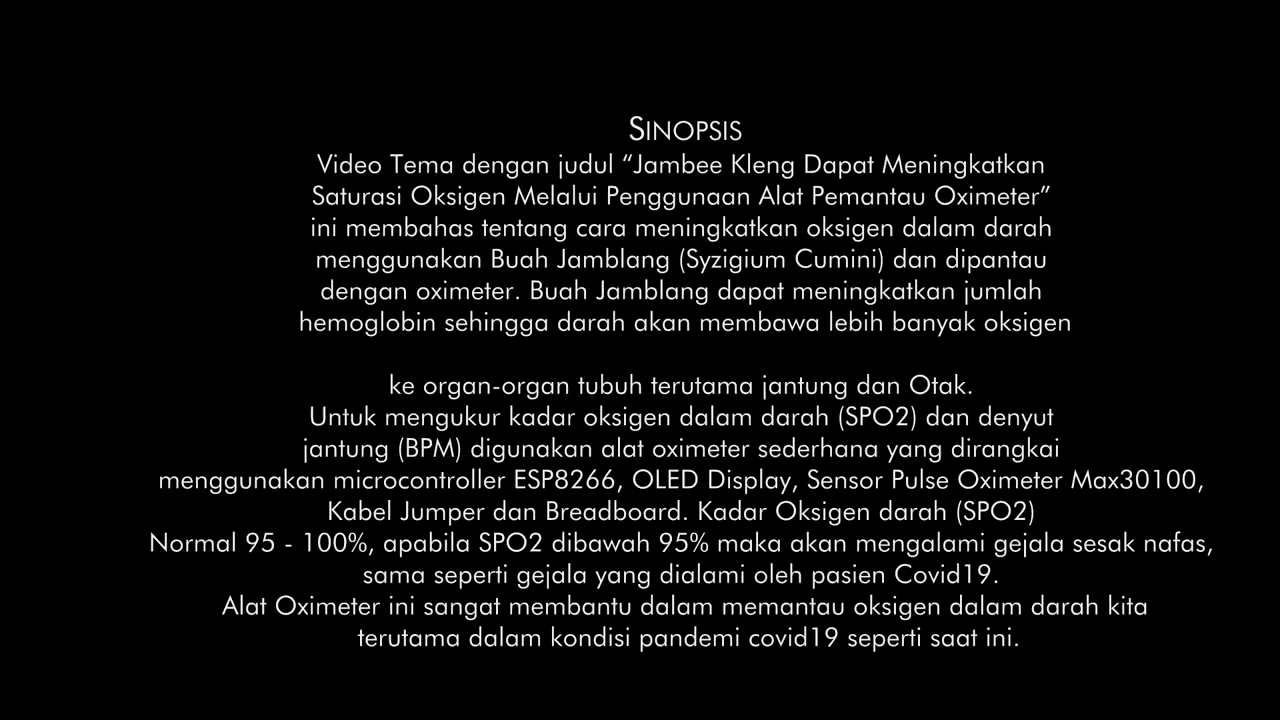 SINOPSIS
Video Tema dengan judul “Jambee Kleng Dapat Meningkatkan
Saturasi Oksigen Melalui Penggunaan Alat Pemantau Oximeter”
ini membahas tentang cara meningkatkan oksigen dalam darah
menggunakan Buah Jamblang (Syzigium Cumini) dan dipantau
dengan oximeter. Buah Jamblang dapat meningkatkan jumlah
hemoglobin sehingga darah akan membawa lebih banyak oksigen
ke organ-organ tubuh terutama jantung dan Otak.
Untuk mengukur kadar oksigen dalam darah (SPO2) dan denyut
jantung (BPM) digunakan alat oximeter sederhana yang dirangkai
menggunakan microcontroller ESP8266, OLED Display, Sensor Pulse Oximeter Max30100,
Kabel Jumper dan Breadboard. Kadar Oksigen darah (SPO2)
Normal 95 - 100%, apabila SPO2 dibawah 95% maka akan mengalami gejala sesak nafas,
sama seperti gejala yang dialami oleh pasien Covid19.
Alat Oximeter ini sangat membantu dalam memantau oksigen dalam darah kita
terutama dalam kondisi pandemi covid19 seperti saat ini.